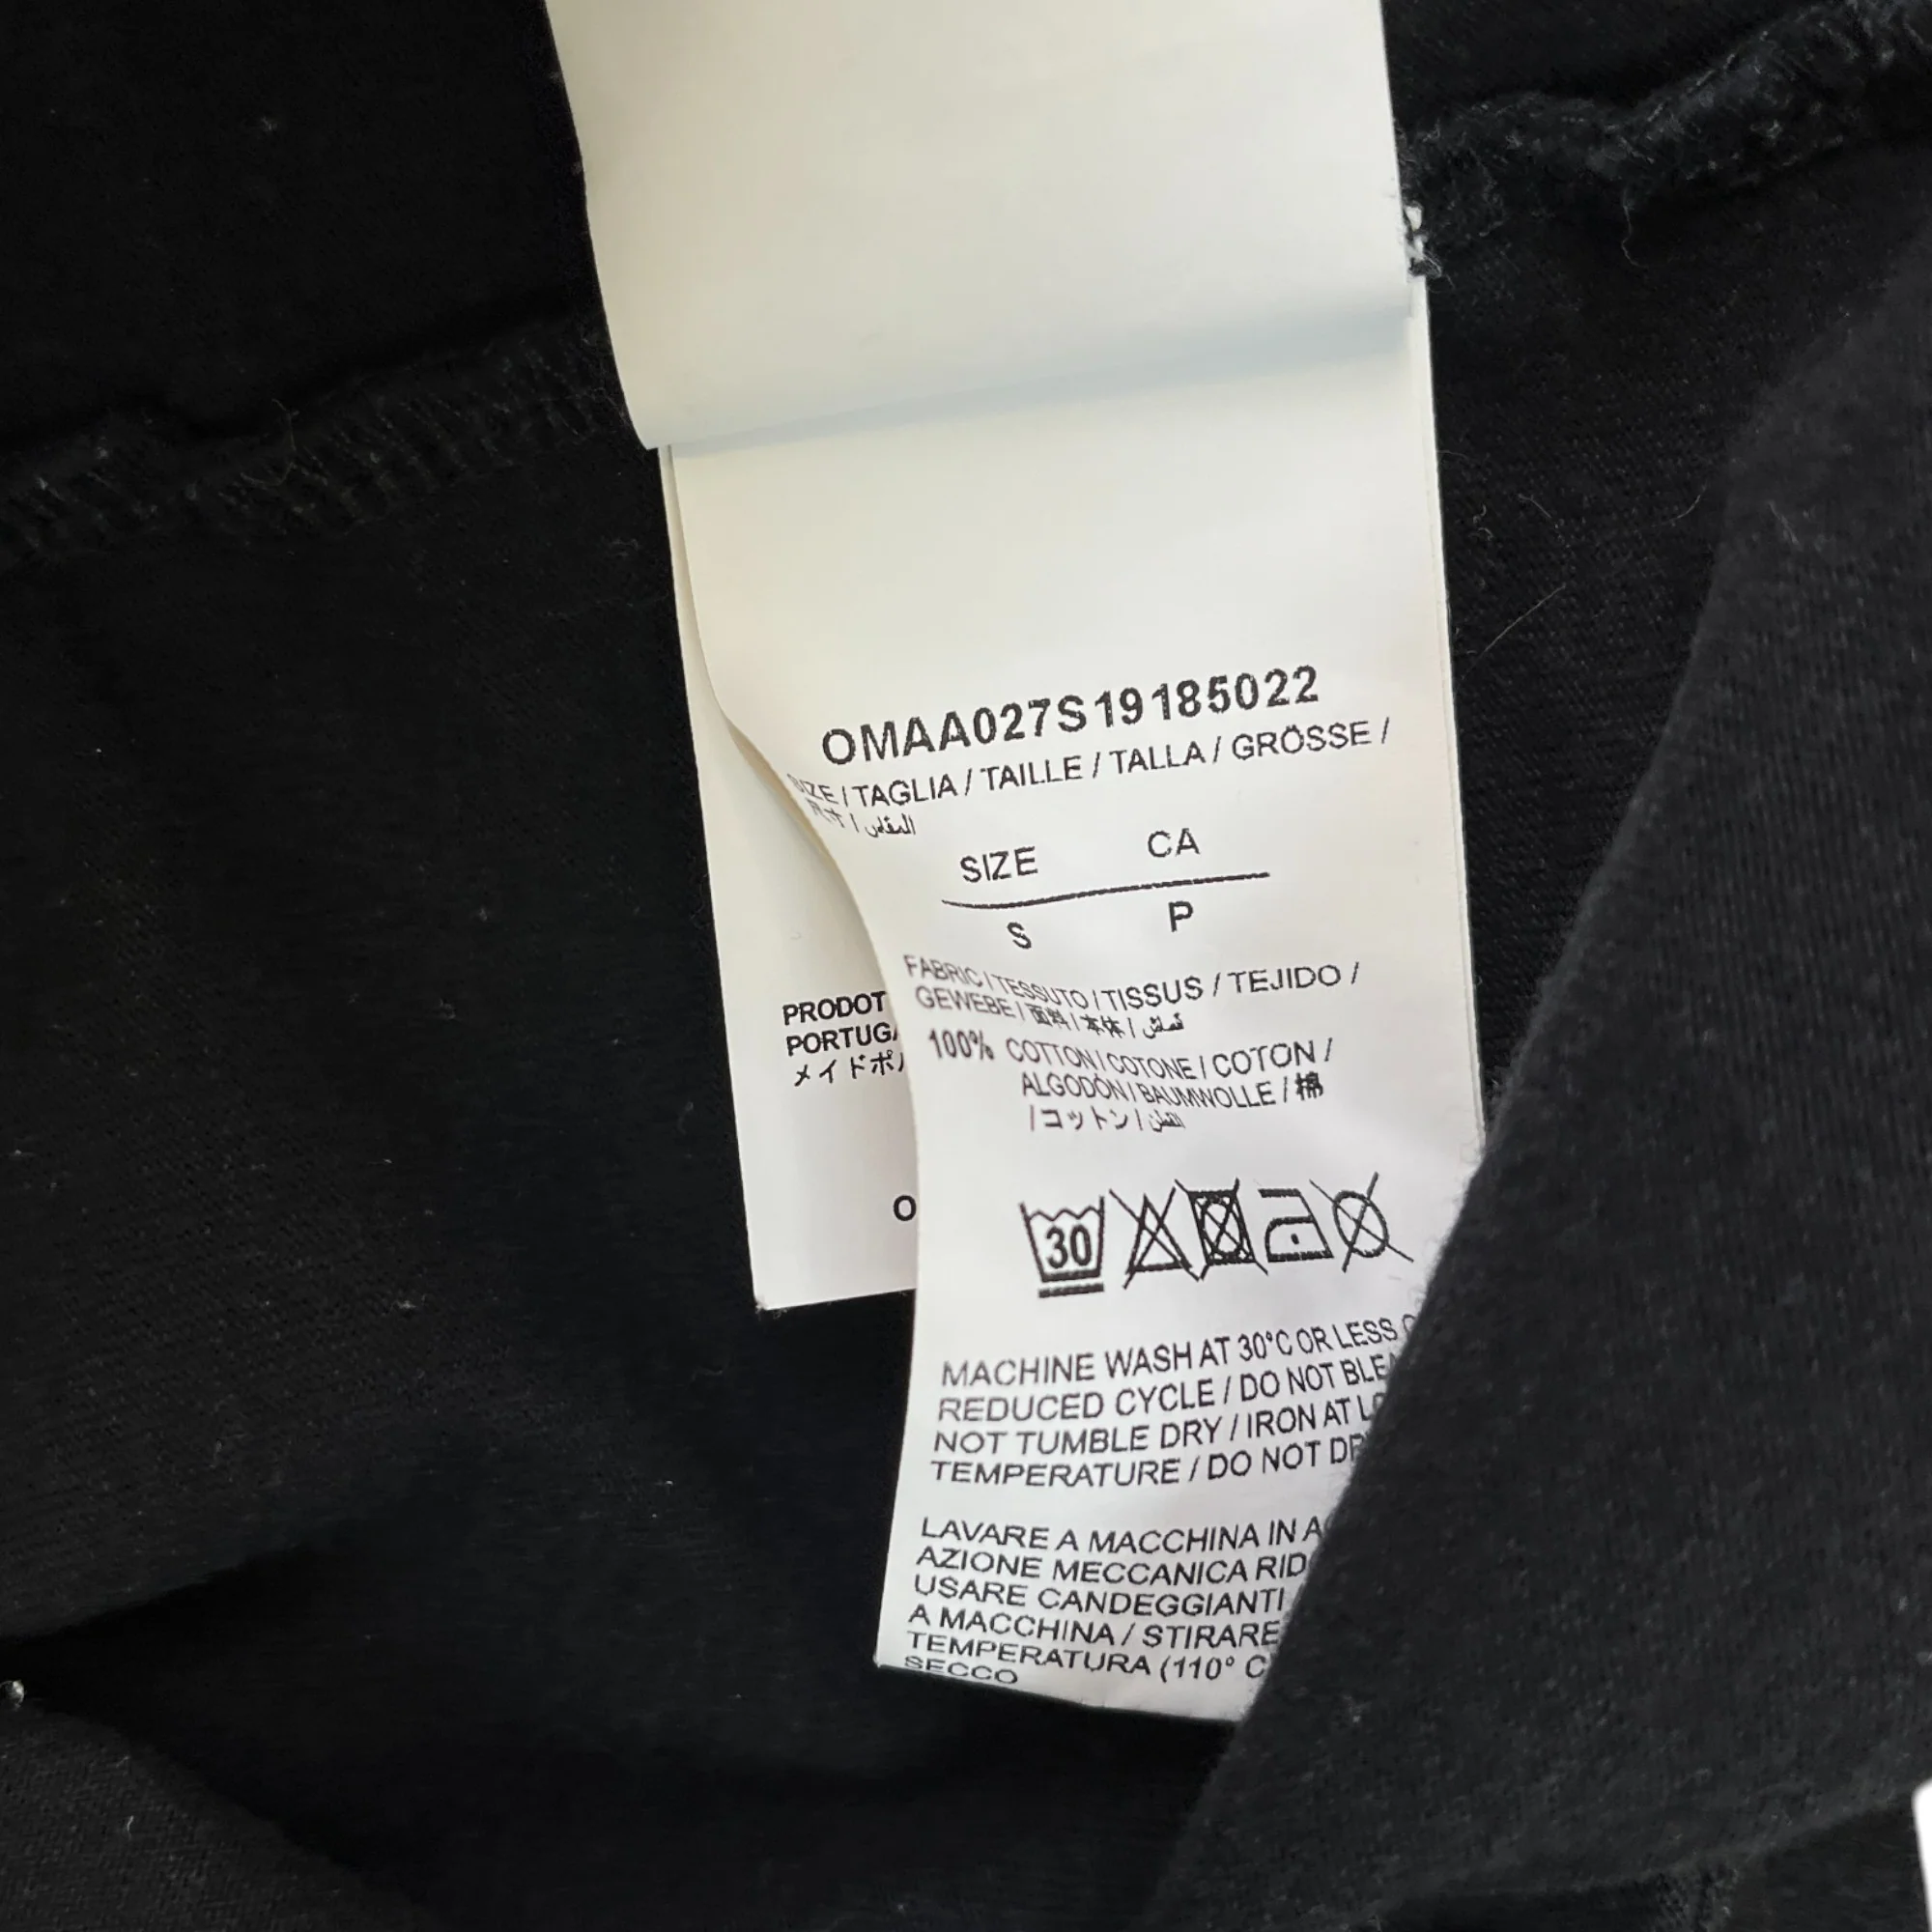 OMAA027S19185022
SIZE / TAGLIA / TAILLE / TALLA / GRÖSSE /
尺寸 / المقاس
SIZE CA
S P
FABRIC / TESSUTO / TISSUS / TEJIDO /
GEWEBE / 面料 / 本体 / قماش
100% COTTON / COTONE / COTON /
ALGODÓN / BAUMWOLLE / 棉
/ コットン / القطن
30
MACHINE WASH AT 30°C OR LESS
REDUCED CYCLE / DO NOT BLEA
NOT TUMBLE DRY / IRON AT LO
TEMPERATURE / DO NOT DR
LAVARE A MACCHINA IN A
AZIONE MECCANICA RID
USARE CANDEGGIANTI
A MACCHINA / STIRARE
TEMPERATURA (110° C
SECCO
PRODOT
PORTUGA
メイドポル
O